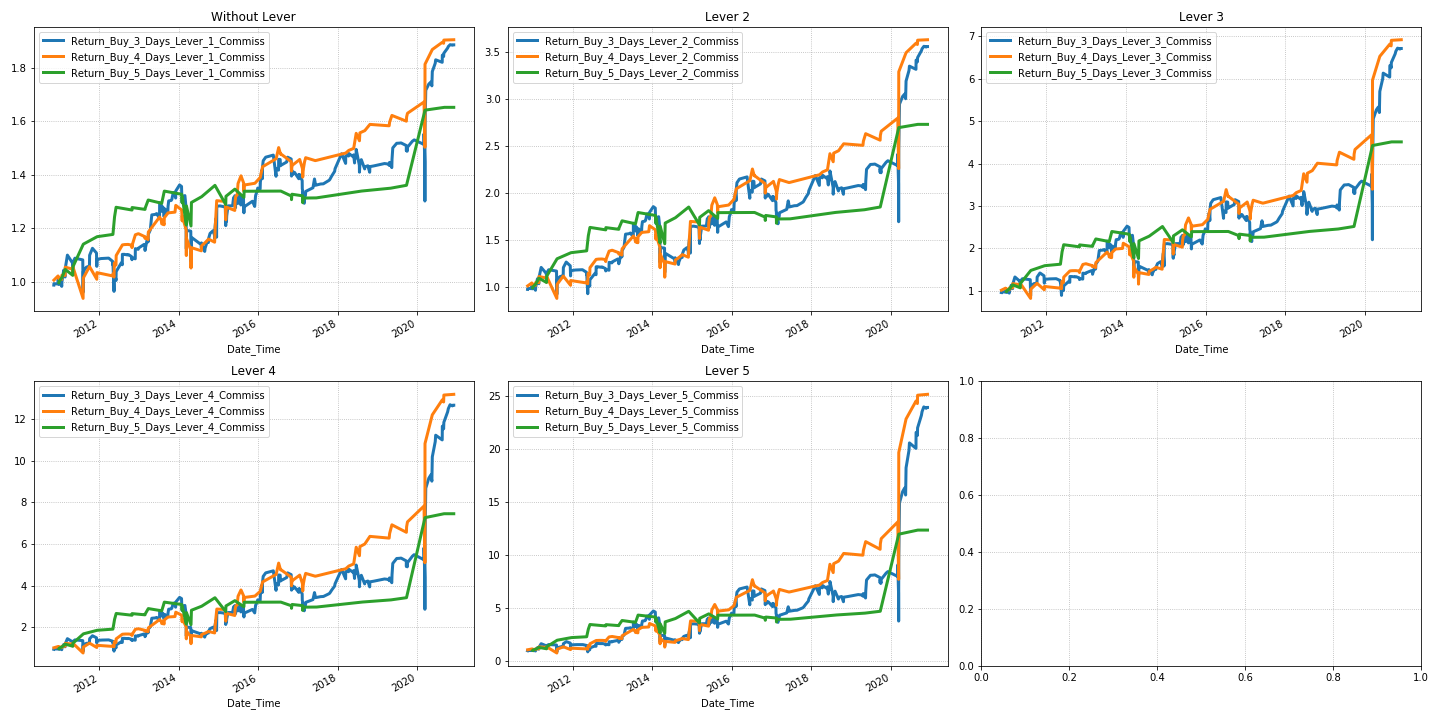 Without Lever
Return_Buy_3_Days_Lever_1_Commiss
Return_Buy_4_Days_Lever_1_Commiss
Return_Buy_5_Days_Lever_1_Commiss
1.8
1.6
1.4
1.2
1.0
2012 2014 2016 2018 2020
Date_Time
Lever 2
Return_Buy_3_Days_Lever_2_Commiss
Return_Buy_4_Days_Lever_2_Commiss
Return_Buy_5_Days_Lever_2_Commiss
3.5
3.0
2.5
2.0
1.5
1.0
2012 2014 2016 2018 2020
Date_Time
Lever 3
Return_Buy_3_Days_Lever_3_Commiss
Return_Buy_4_Days_Lever_3_Commiss
Return_Buy_5_Days_Lever_3_Commiss
7
6
5
4
3
2
1
2012 2014 2016 2018 2020
Date_Time
Lever 4
Return_Buy_3_Days_Lever_4_Commiss
Return_Buy_4_Days_Lever_4_Commiss
Return_Buy_5_Days_Lever_4_Commiss
12
10
8
6
4
2
2012 2014 2016 2018 2020
Date_Time
Lever 5
Return_Buy_3_Days_Lever_5_Commiss
Return_Buy_4_Days_Lever_5_Commiss
Return_Buy_5_Days_Lever_5_Commiss
25
20
15
10
5
0
2012 2014 2016 2018 2020
Date_Time
1.0
0.8
0.6
0.4
0.2
0.0
0.0 0.2 0.4 0.6 0.8 1.0